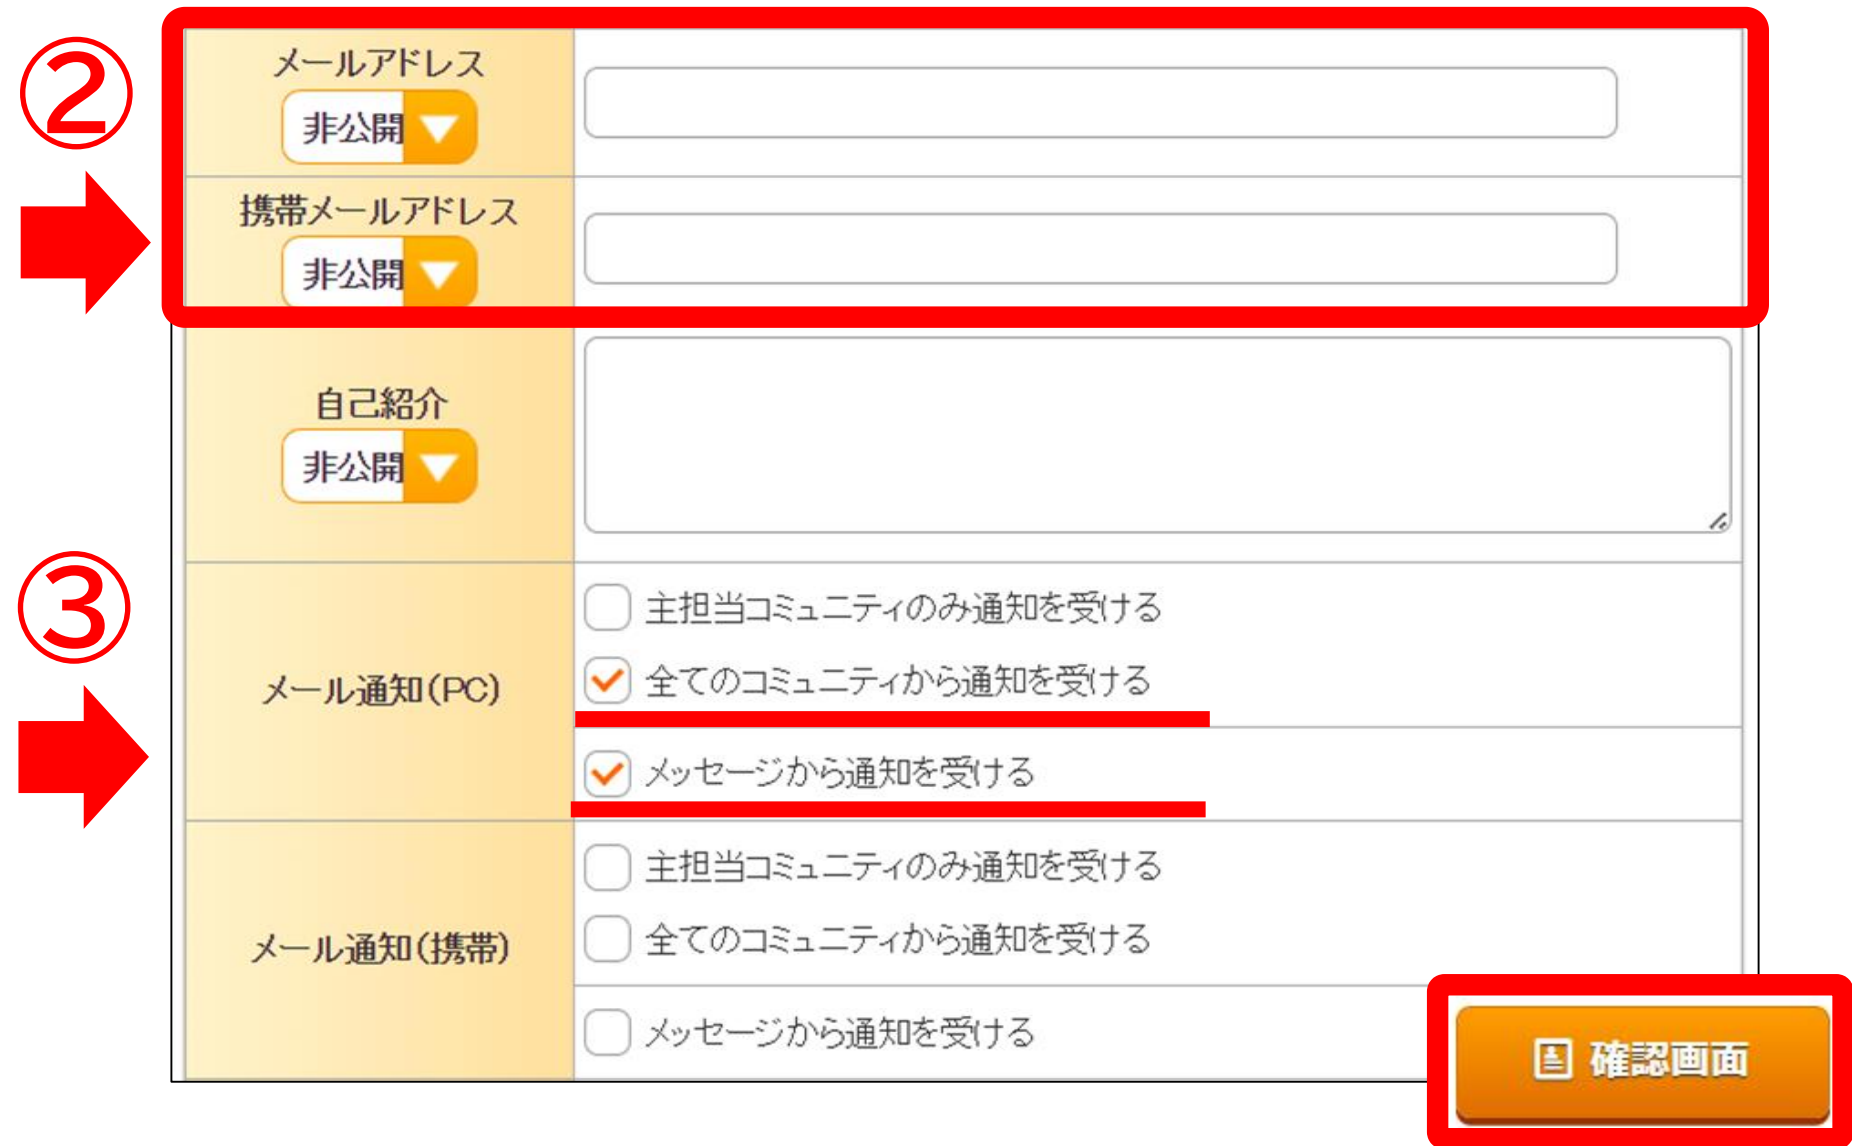 ②
メールアドレス
非公開
携帯メールアドレス
非公開
自己紹介
非公開
③
メール通知(PC)
主担当コミュニティのみ通知を受ける
全てのコミュニティから通知を受ける
メッセージから通知を受ける
メール通知(携帯)
主担当コミュニティのみ通知を受ける
全てのコミュニティから通知を受ける
メッセージから通知を受ける
確認画面